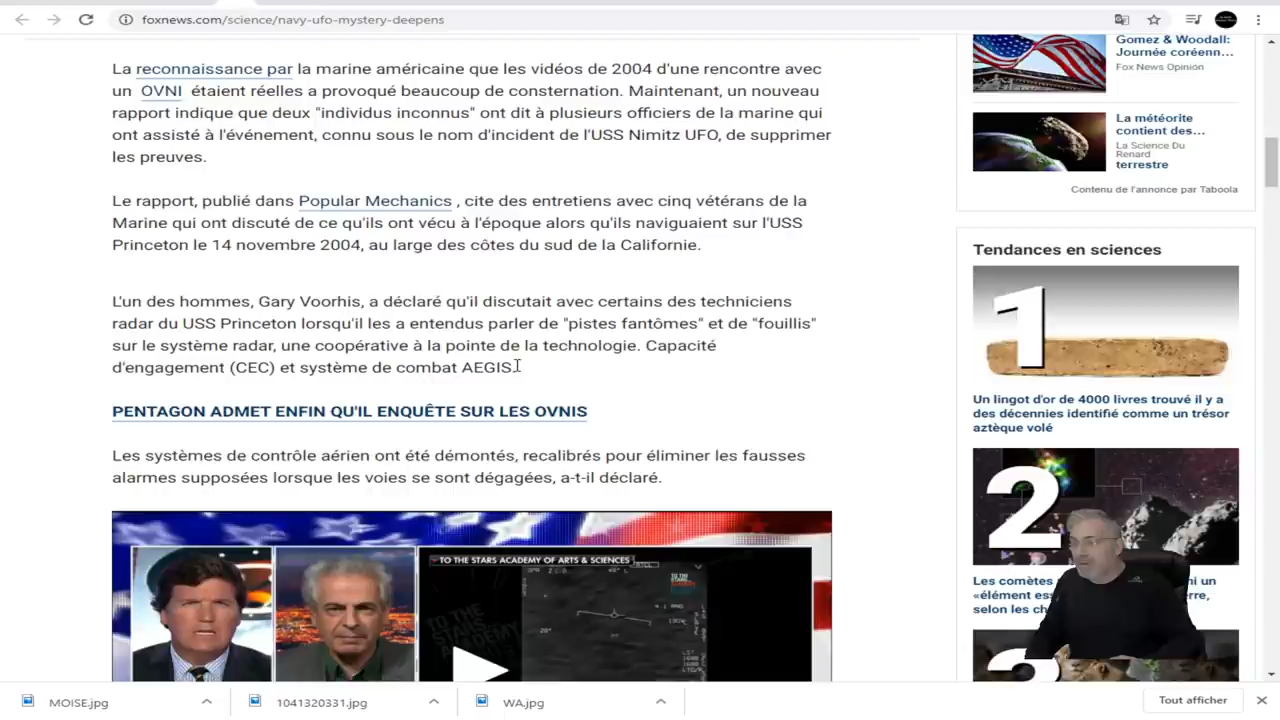 foxnews.com/science/navy-ufo-mystery-deepens
La reconnaissance par la marine américaine que les vidéos de 2004 d'une rencontre avec
un OVNI étaient réelles a provoqué beaucoup de consternation. Maintenant, un nouveau
rapport indique que deux "individus inconnus" ont dit à plusieurs officiers de la marine qui
ont assisté à l'événement, connu sous le nom d'incident de l'USS Nimitz UFO, de supprimer
les preuves.
Le rapport, publié dans Popular Mechanics , cite des entretiens avec cinq vétérans de la
Marine qui ont discuté de ce qu'ils ont vécu à l'époque alors qu'ils naviguaient sur l'USS
Princeton le 14 novembre 2004, au large des côtes du sud de la Californie.
L'un des hommes, Gary Voorhis, a déclaré qu'il discutait avec certains des techniciens
radar du USS Princeton lorsqu'il les a entendus parler de "pistes fantômes" et de "fouillis"
sur le système radar, une coopérative à la pointe de la technologie. Capacité
d'engagement (CEC) et système de combat AEGIS.
PENTAGON ADMET ENFIN QU'IL ENQUÊTE SUR LES OVNIS
Les systèmes de contrôle aérien ont été démontés, recalibrés pour éliminer les fausses
alarmes supposées lorsque les voies se sont dégagées, a-t-il déclaré.
TO THE STARS ACADEMY OF ARTS & SCIENCES
Gomez & Woodall:
Journée coréenn...
Fox News Opinion
La météorite
contient des...
La Science Du
Renard
terrestre
Contenu de l'annonce par Taboola
Tendances en sciences
1
Un lingot d'or de 4000 livres trouvé il y a
des décennies identifié comme un trésor
aztèque volé
2
Les comètes
ni un
«élément ess
rre,
selon les ch
3
MOISE.jpg
1041320331.jpg
WA.jpg
Tout afficher